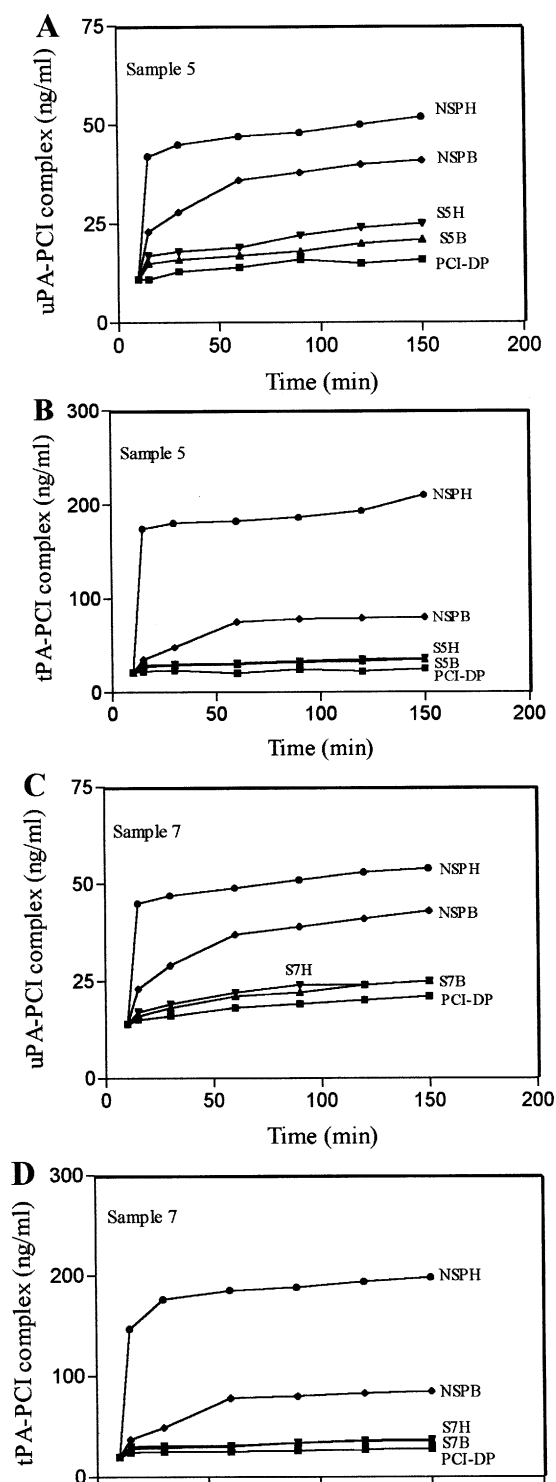 A
75
Sample 5
NSPH
50
NSPB
25
S5H
S5B
PCI-DP
0
0 50 100 150 200
uPA-PCI complex (ng/ml)
Time (min)
B
300
Sample 5
NSPH
200
100
NSPB
S5H
S5B
PCI-DP
0
0 50 100 150 200
tPA-PCI complex (ng/ml)
Time (min)
C
75
Sample 7
NSPH
50
NSPB
S7H
25
S7B
PCI-DP
0
0 50 100 150 200
uPA-PCI complex (ng/ml)
Time (min)
D
300
Sample 7
NSPH
200
100
NSPB
S7H
S7B
PCI-DP
0
tPA-PCI complex (ng/ml)